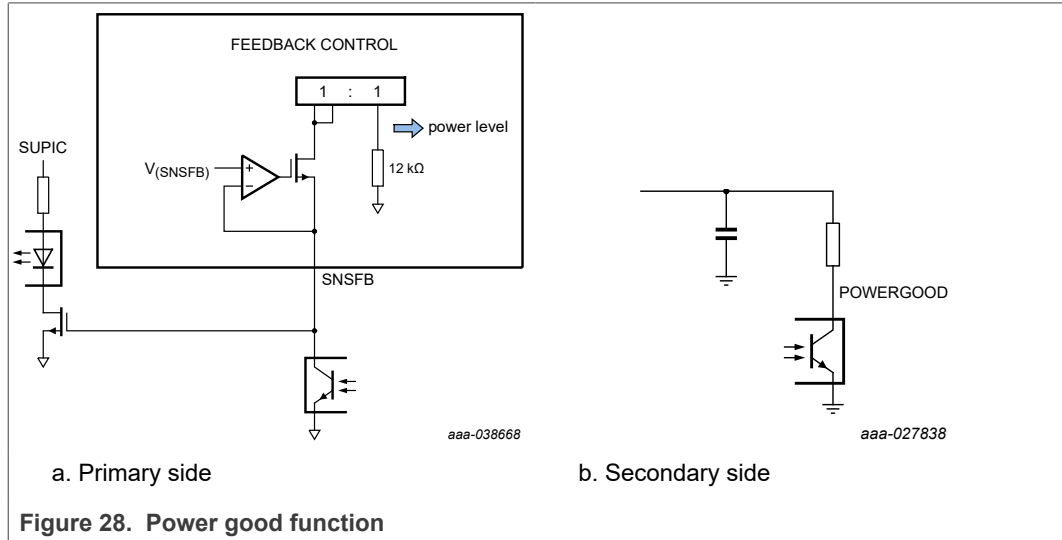 FEEDBACK CONTROL
1 : 1
power level
SUPIC
V(SNSFB)
+
−
12 kΩ
SNSFB
POWERGOOD
aaa-038668
aaa-027838
a. Primary side
b. Secondary side
Figure 28. Power good function